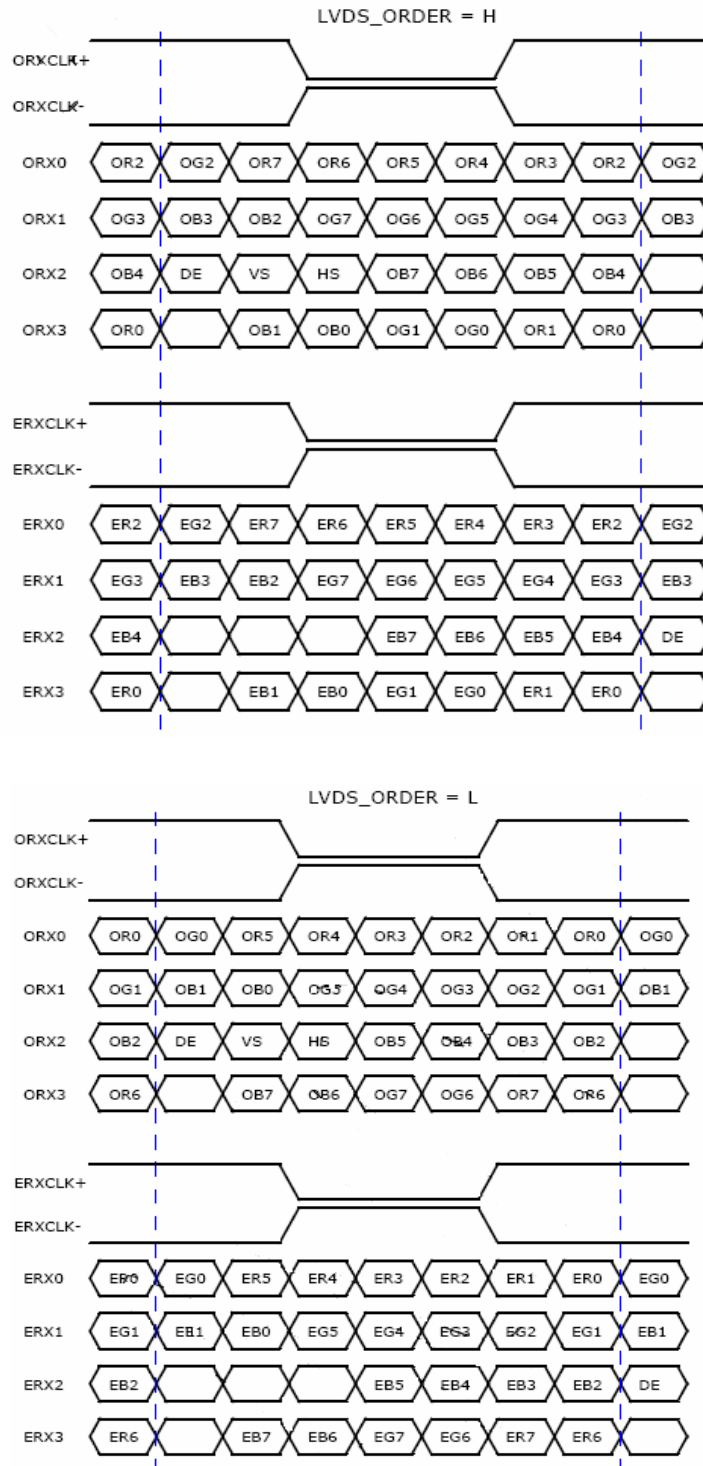 LVDS_ORDER = H
ORXCLK+
ORXCLK-
ORX0 OR2 OG2 OR7 OR6 OR5 OR4 OR3 OR2 OG2
ORX1 OG3 OB3 OB2 OG7 OG6 OG5 OG4 OG3 OB3
ORX2 OB4 DE VS HS OB7 OB6 OB5 OB4
ORX3 OR0 OB1 OB0 OG1 OG0 OR1 OR0
ERXCLK+
ERXCLK-
ERX0 ER2 EG2 ER7 ER6 ER5 ER4 ER3 ER2 EG2
ERX1 EG3 EB3 EB2 EG7 EG6 EG5 EG4 EG3 EB3
ERX2 EB4 EB7 EB6 EB5 EB4 DE
ERX3 ER0 EB1 EB0 EG1 EG0 ER1 ER0
LVDS_ORDER = L
ORXCLK+
ORXCLK-
ORX0 OR0 OG0 OR5 OR4 OR3 OR2 OR1 OR0 OG0
ORX1 OG1 OB1 OB0 OG5 OG4 OG3 OG2 OG1 OB1
ORX2 OB2 DE VS HS OB5 OB4 OB3 OB2
ORX3 OR6 OB7 OB6 OG7 OG6 OR7 OR6
ERXCLK+
ERXCLK-
ERX0 ER0 EG0 ER5 ER4 ER3 ER2 ER1 ER0 EG0
ERX1 EG1 EB1 EB0 EG5 EG4 EG3 EG2 EG1 EB1
ERX2 EB2 EB5 EB4 EB3 EB2 DE
ERX3 ER6 EB7 EB6 EG7 EG6 ER7 ER6